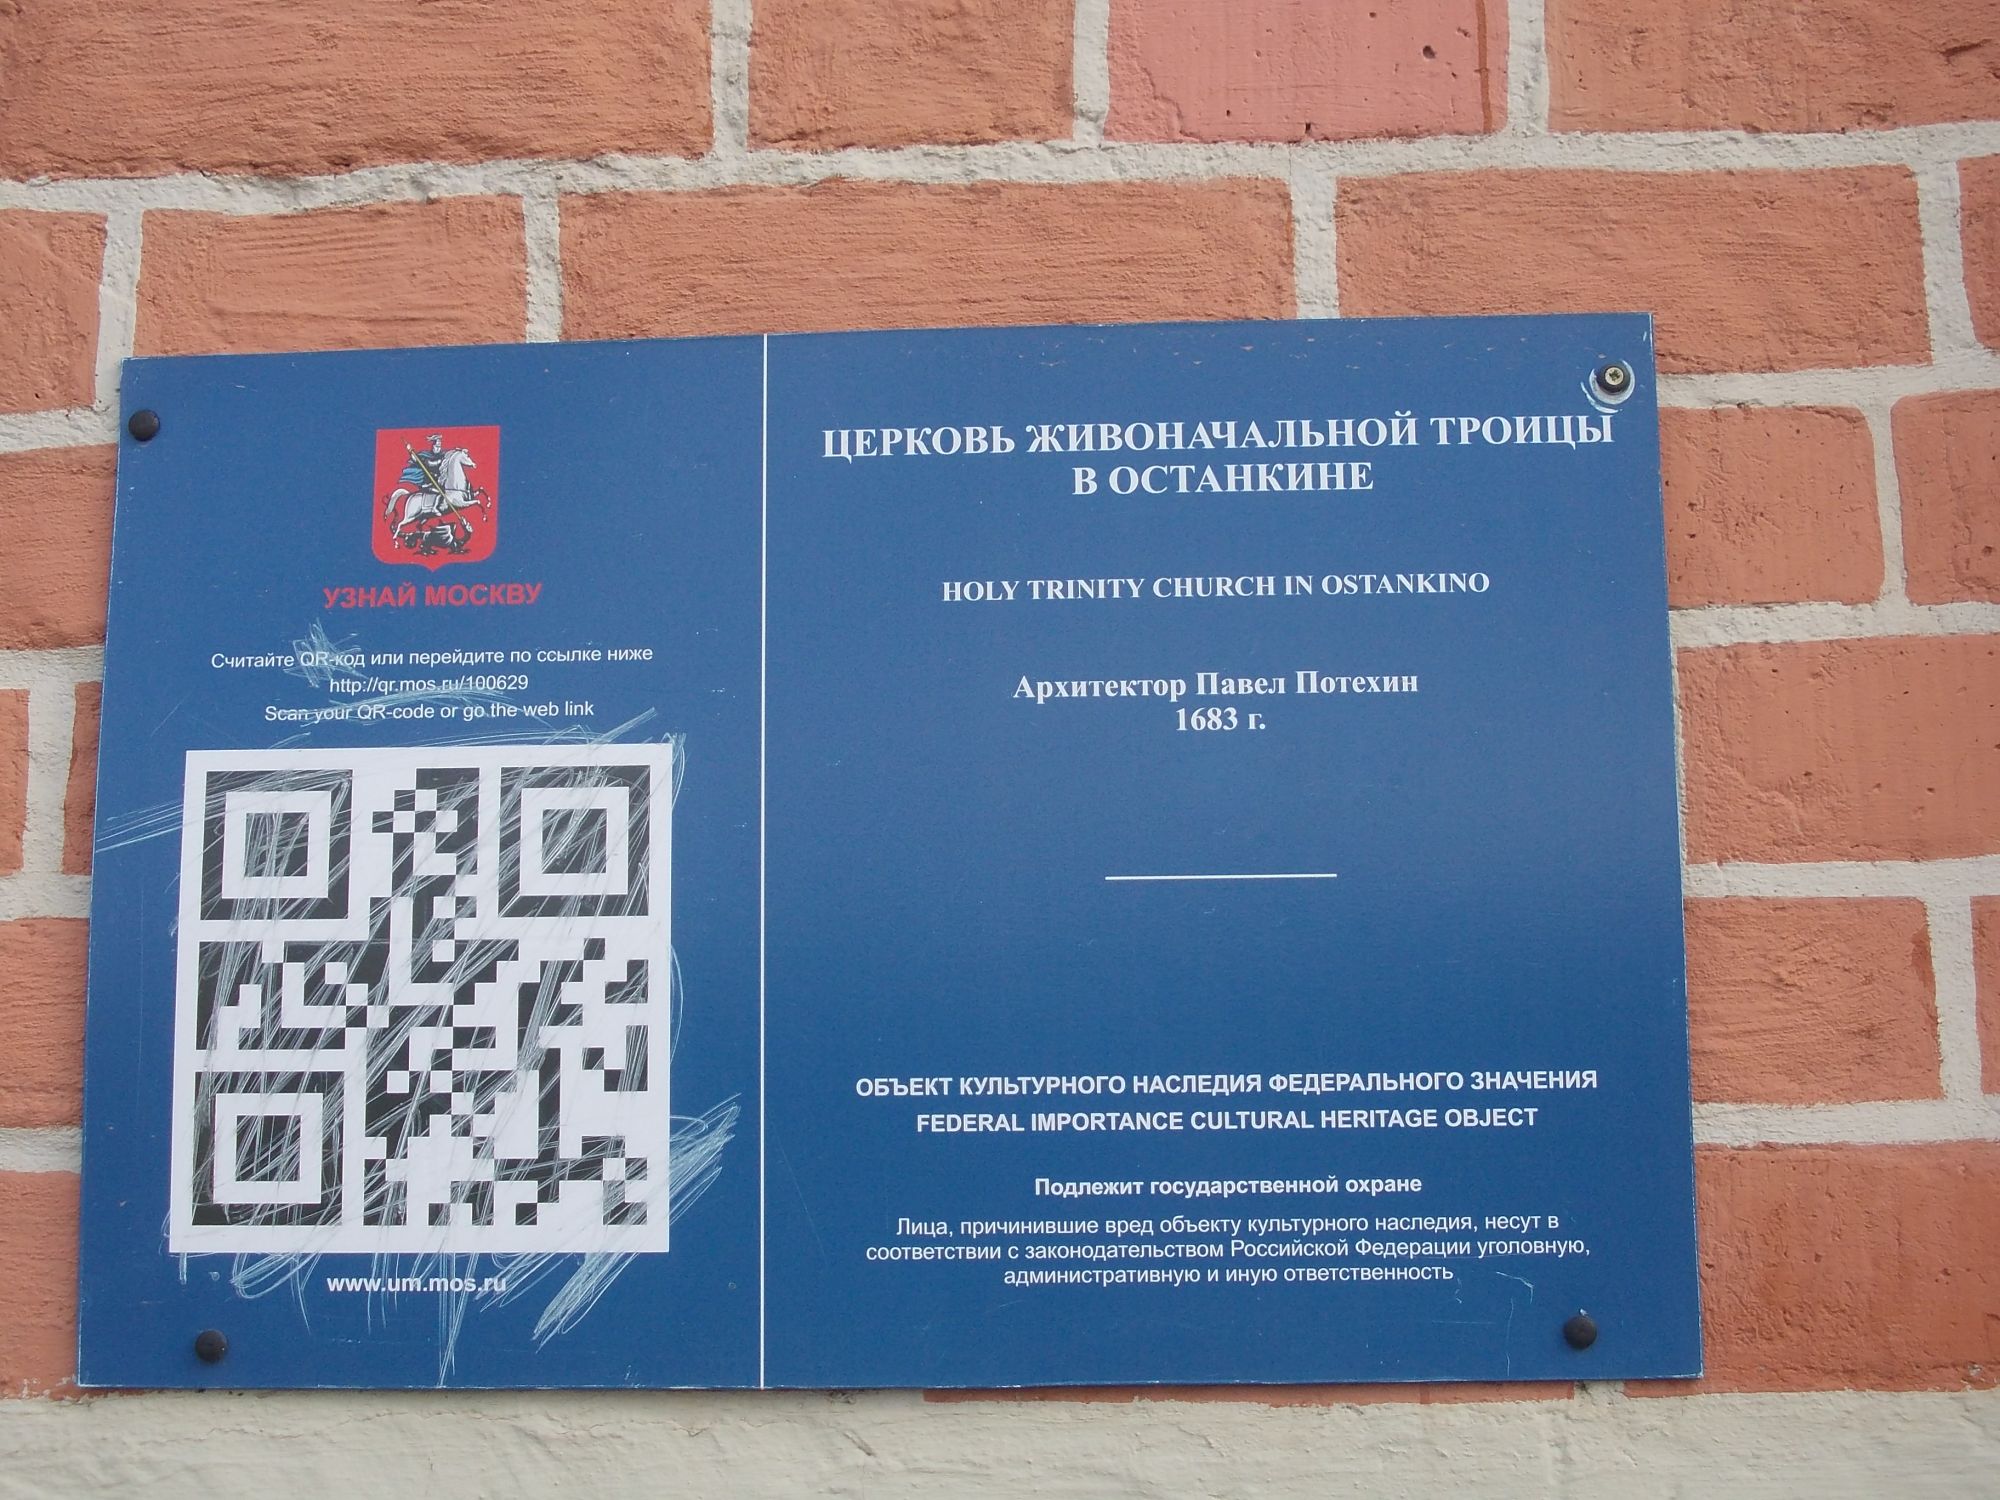 УЗНАЙ МОСКВУ
Считайте QR-код или перейдите по ссылке ниже
http://qr.mos.ru/100629
Scan your QR-code or go the web link
www.um.mos.ru
ЦЕРКОВЬ ЖИВОНАЧАЛЬНОЙ ТРОИЦЫ
В ОСТАНКИНЕ
HOLY TRINITY CHURCH IN OSTANKINO
Архитектор Павел Потехин
1683 г.
ОБЪЕКТ КУЛЬТУРНОГО НАСЛЕДИЯ ФЕДЕРАЛЬНОГО ЗНАЧЕНИЯ
FEDERAL IMPORTANCE CULTURAL HERITAGE OBJECT
Подлежит государственной охране
Лица, причинившие вред объекту культурного наследия, несут в
соответствии с законодательством Российской Федерации уголовную,
административную и иную ответственность